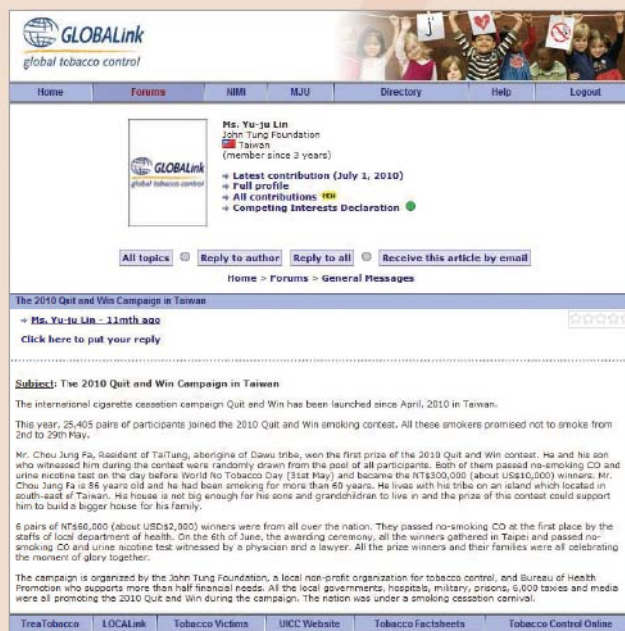 GLOBALink
global tobacco control
Home Forums NIMI MJU Directory Help Logout
Ms. Yu-ju Lin
John Tung Foundation
Taiwan
(member since 3 years)
GLOBALink
global tobacco control
→ Latest contribution (July 1, 2010)
→ Full profile
→ All contributions NEW
→ Competing Interests Declaration
All topics Reply to author Reply to all Receive this article by email
Home > Forums > General Messages
The 2010 Quit and Win Campaign in Taiwan
→ Ms. Yu-ju Lin - 11mth ago
Click here to put your reply
Subject: The 2010 Quit and Win Campaign in Taiwan
The international cigarette cessation campaign Quit and Win has been launched since April, 2010 in Taiwan.
This year, 25,405 pairs of participants joined the 2010 Quit and Win smoking contest. All these smokers promised not to smoke from
2nd to 29th May.
Mr. Chou Jung Fa, Resident of TaiTung, aborigine of Dawu tribe, won the first prize of the 2010 Quit and Win contest. He and his son
who witnessed him during the contest were randomly drawn from the pool of all participants. Both of them passed no-smoking CO and
urine nicotine test on the day before World No Tobacco Day (31st May) and became the NT$300,000 (about US$10,000) winners. Mr.
Chou Jung Fa is 86 years old and he had been smoking for more than 60 years. He lives with his tribe on an island which located in
south-east of Taiwan. His house is not big enough for his sons and grandchildren to live in and the prize of this contest could support
him to build a bigger house for his family.
6 pairs of NT$60,000 (about USD$2,000) winners were from all over the nation. They passed no-smoking CO at the first place by the
staffs of local department of health. On the 6th of June, the awarding ceremony, all the winners gathered in Taipei and passed no-
smoking CO and urine nicotine test witnessed by a physician and a lawyer. All the prize winners and their families were all celebrating
the moment of glory together.
The campaign is organized by the John Tung Foundation, a local non-profit organization for tobacco control, and Bureau of Health
Promotion who supports more than half financial needs. All the local governments, hospitals, military, prisons, 6,000 taxies and media
were all promoting the 2010 Quit and Win during the campaign. The nation was under a smoking cessation carnival.
TreaTobacco LOCALink Tobacco Victims UICC Website Tobacco Factsheets Tobacco Control Online